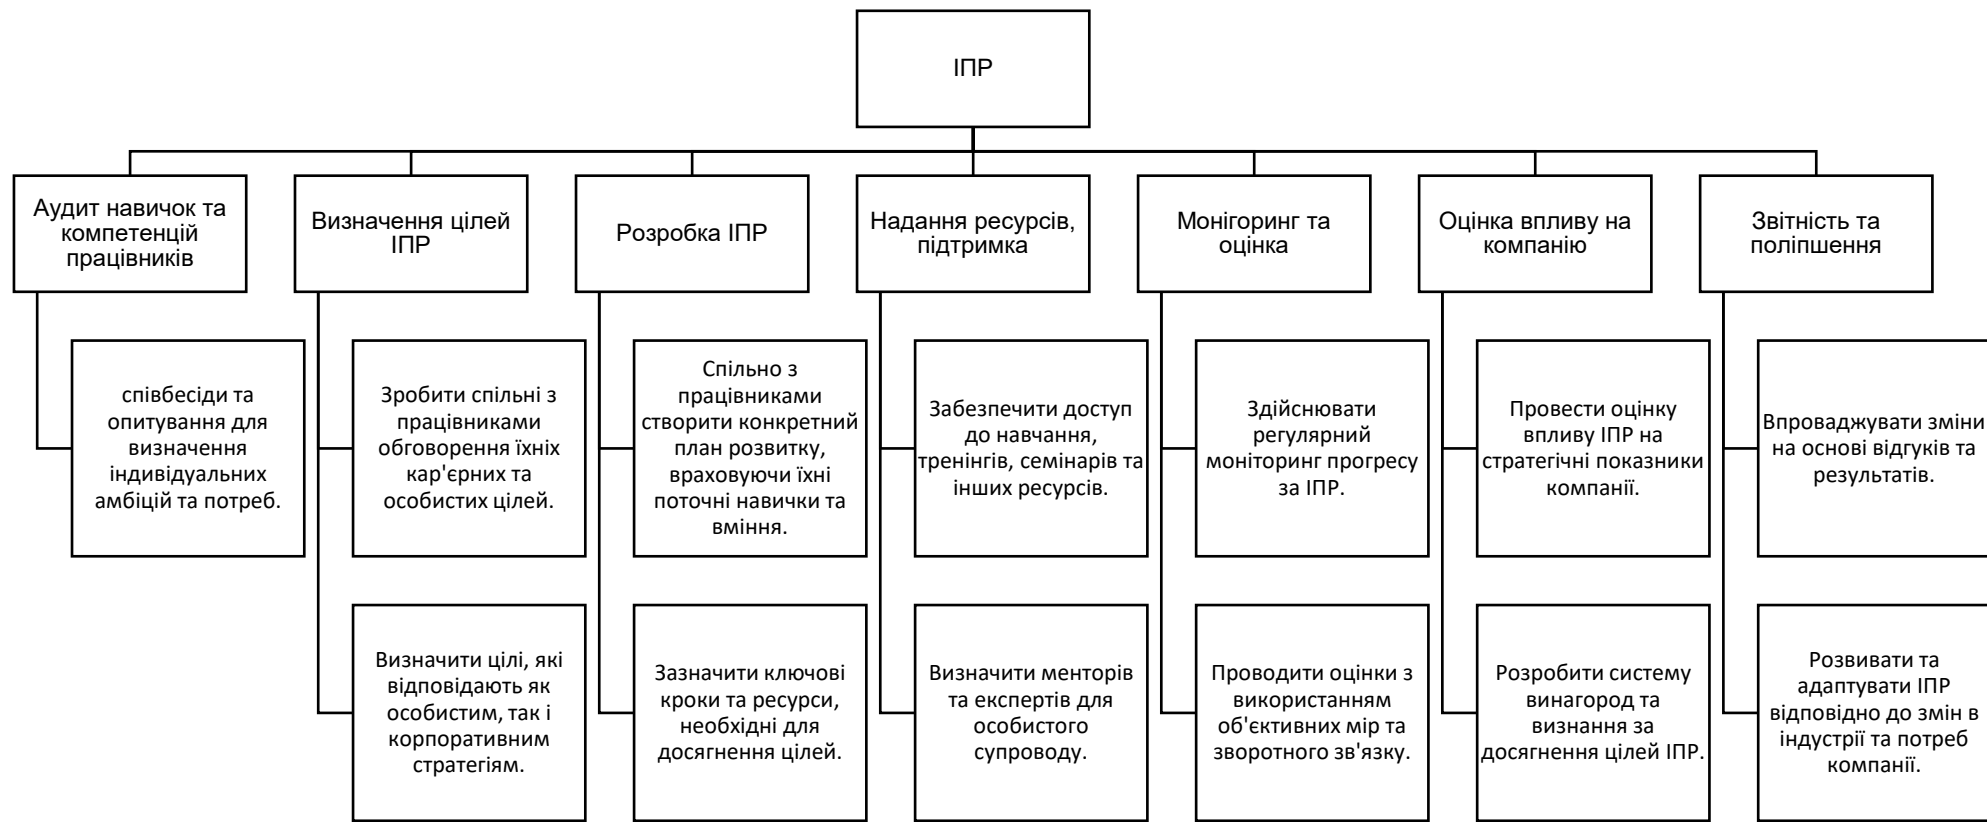 ІПР
Аудит навичок та
компетенцій
працівників
Визначення цілей
ІПР
Розробка ІПР
Надання ресурсів,
підтримка
Монігоринг та
оцінка
Оцінка впливу на
компанію
Звітність та
поліпшення
співбесіди та
опитування для
визначення
індивідуальних
амбіцій та потреб.
Зробити спільні з
працівниками
обговорення їхніх
кар'єрних та
особистих цілей.
Спільно з
працівниками
створити конкретний
план розвитку,
враховуючи їхні
поточні навички та
вміння.
Забезпечити доступ
до навчання,
тренінгів, семінарів та
інших ресурсів.
Здійснювати
регулярний
моніторинг прогресу
за ІПР.
Провести оцінку
впливу ІПР на
стратегічні показники
компанії.
Впроваджувати зміни
на основі відгуків та
результатів.
Визначити цілі, які
відповідають як
особистим, так і
корпоративним
стратегіям.
Зазначити ключові
кроки та ресурси,
необхідні для
досягнення цілей.
Визначити менторів
та експертів для
особистого
супроводу.
Проводити оцінки з
використанням
об'єктивних мір та
зворотного зв'язку.
Розробити систему
винагород та
визнання за
досягнення цілей ІПР.
Розвивати та
адаптувати ІПР
відповідно до змін в
індустрії та потреб
компанії.